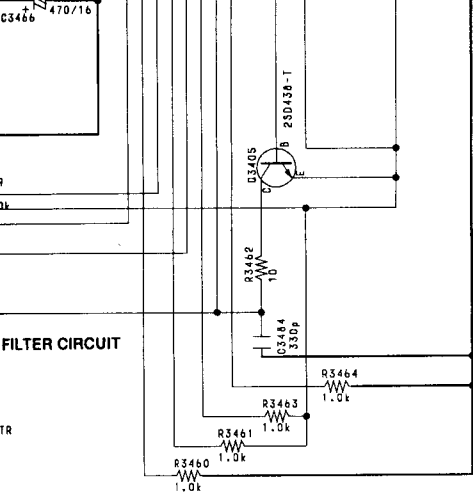 C3466
+
470/16
2SD438-T
B
Q3405
E
C
R
0k
R3462
10
C3484
330p
FILTER CIRCUIT
R3464
1.0k
R3463
1.0k
TR
R3461
1.0k
R3460
1.0k